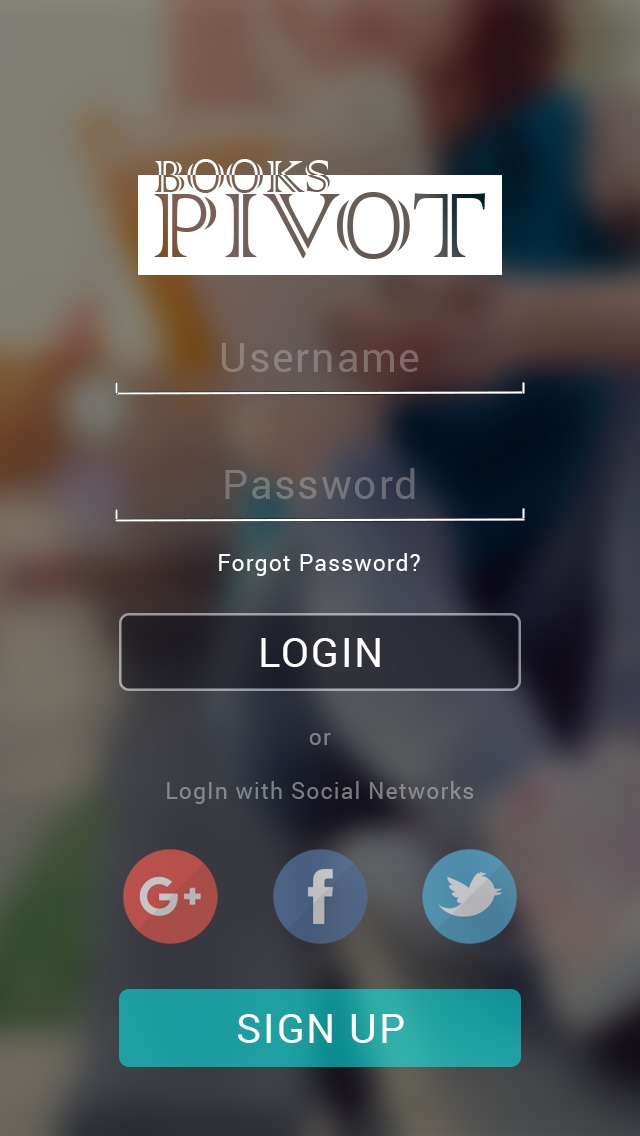 BOOKS
PIVOT
Username
Password
Forgot Password?
LOGIN
or
LogIn with Social Networks
G+ f
SIGN UP